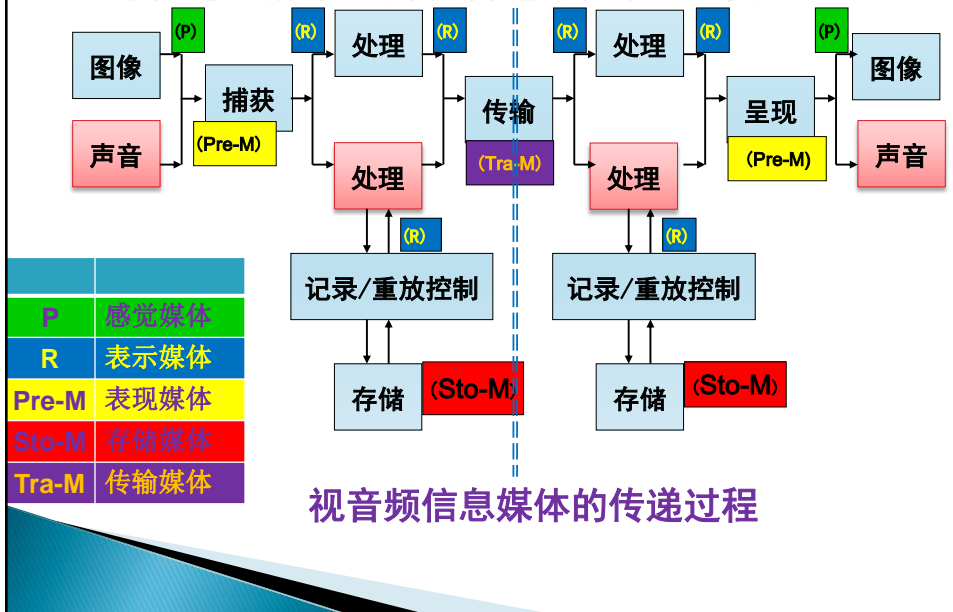 (P)
(R)
(R)
(R)
(R)
(P)
图像
处理
处理
图像
捕获
(Pre-M)
传输
(Tra-M)
呈现
(Pre-M)
声音
处理
处理
声音
(R)
(R)
记录/重放控制
记录/重放控制
存储
(Sto-M)
存储
(Sto-M)
P 感觉媒体
R 表示媒体
Pre-M 表现媒体
Sto-M 存储媒体
Tra-M 传输媒体
视音频信息媒体的传递过程